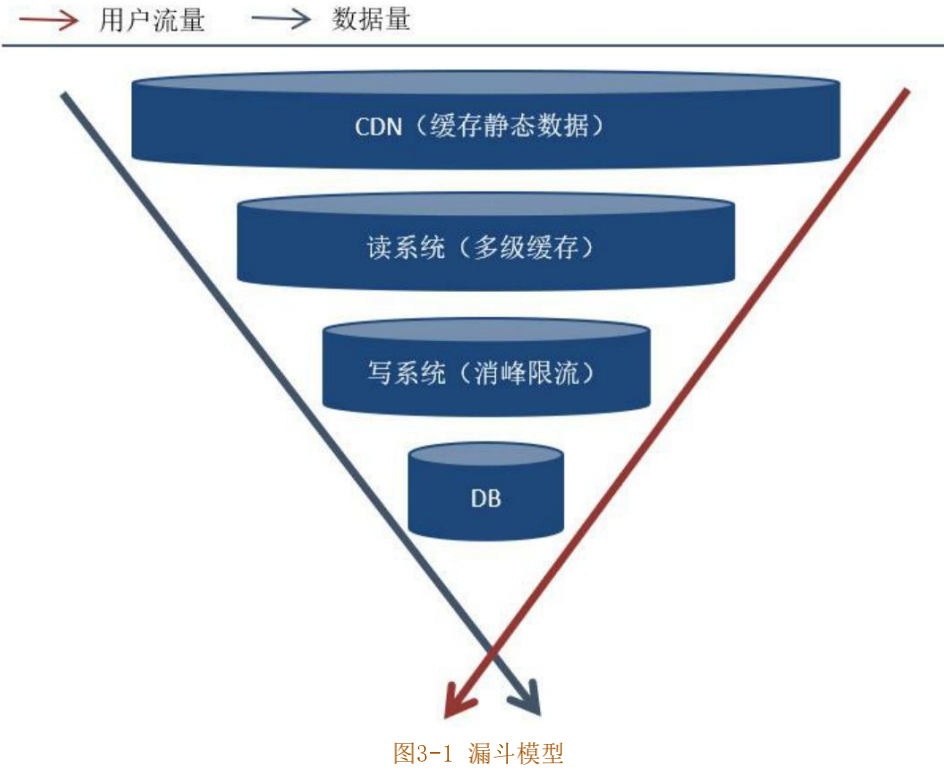 用户流量 数据量
CDN（缓存静态数据）
读系统（多级缓存）
写系统（消峰限流）
DB
图3-1 漏斗模型